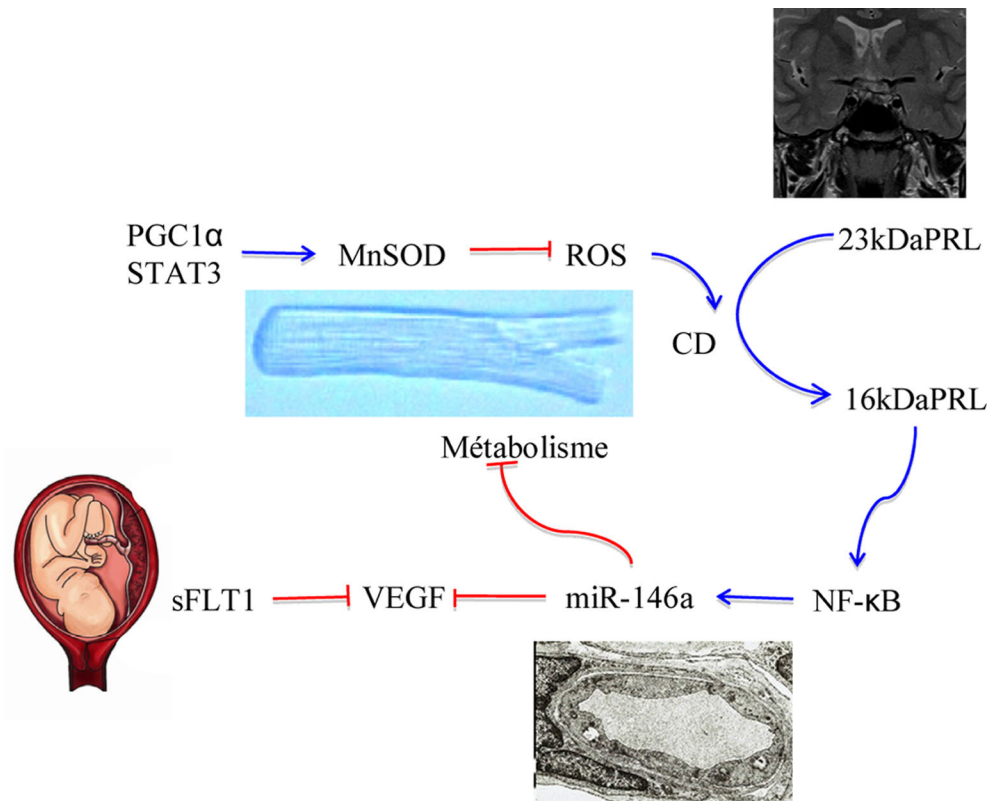 PGC1α
STAT3
MnSOD
ROS
23kDaPRL
CD
16kDaPRL
Métabolisme
sFLT1
VEGF
miR-146a
NF-κB